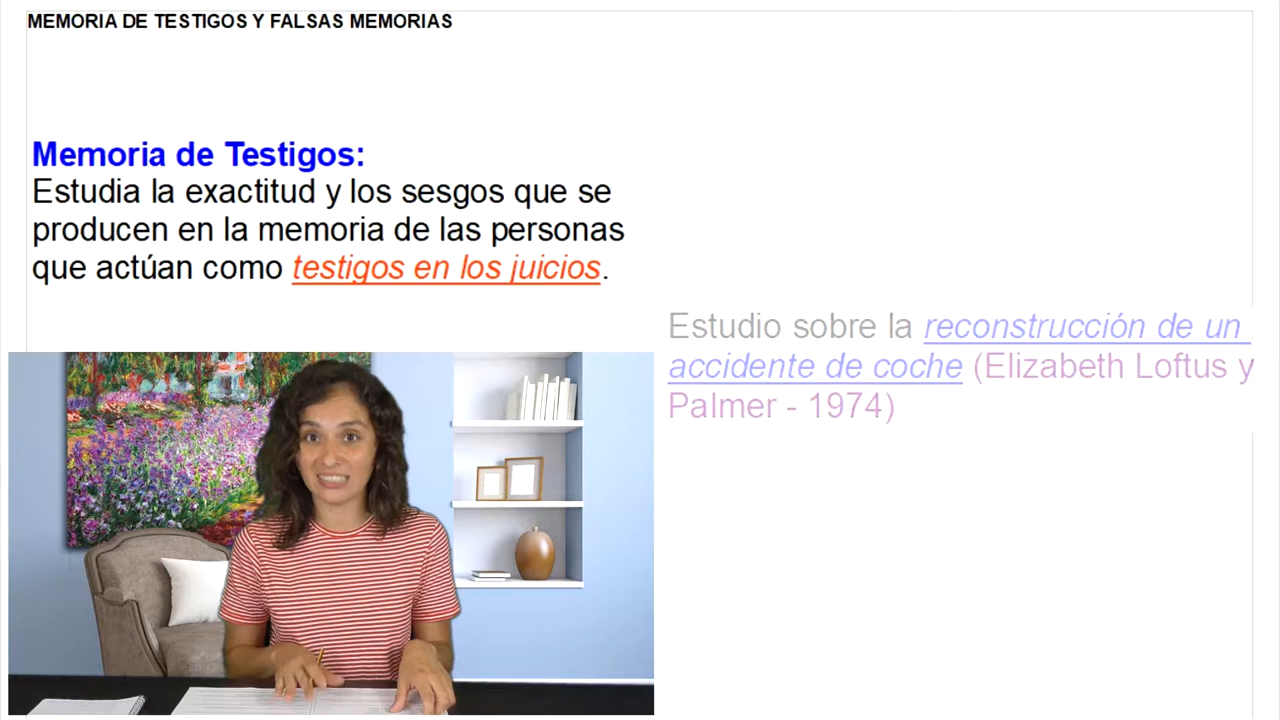 MEMORIA DE TESTIGOS Y FALSAS MEMORIAS
Memoria de Testigos:
Estudia la exactitud y los sesgos que se
producen en la memoria de las personas
que actúan como testigos en los juicios.
Estudio sobre la reconstrucción de un
accidente de coche (Elizabeth Loftus y
Palmer - 1974)